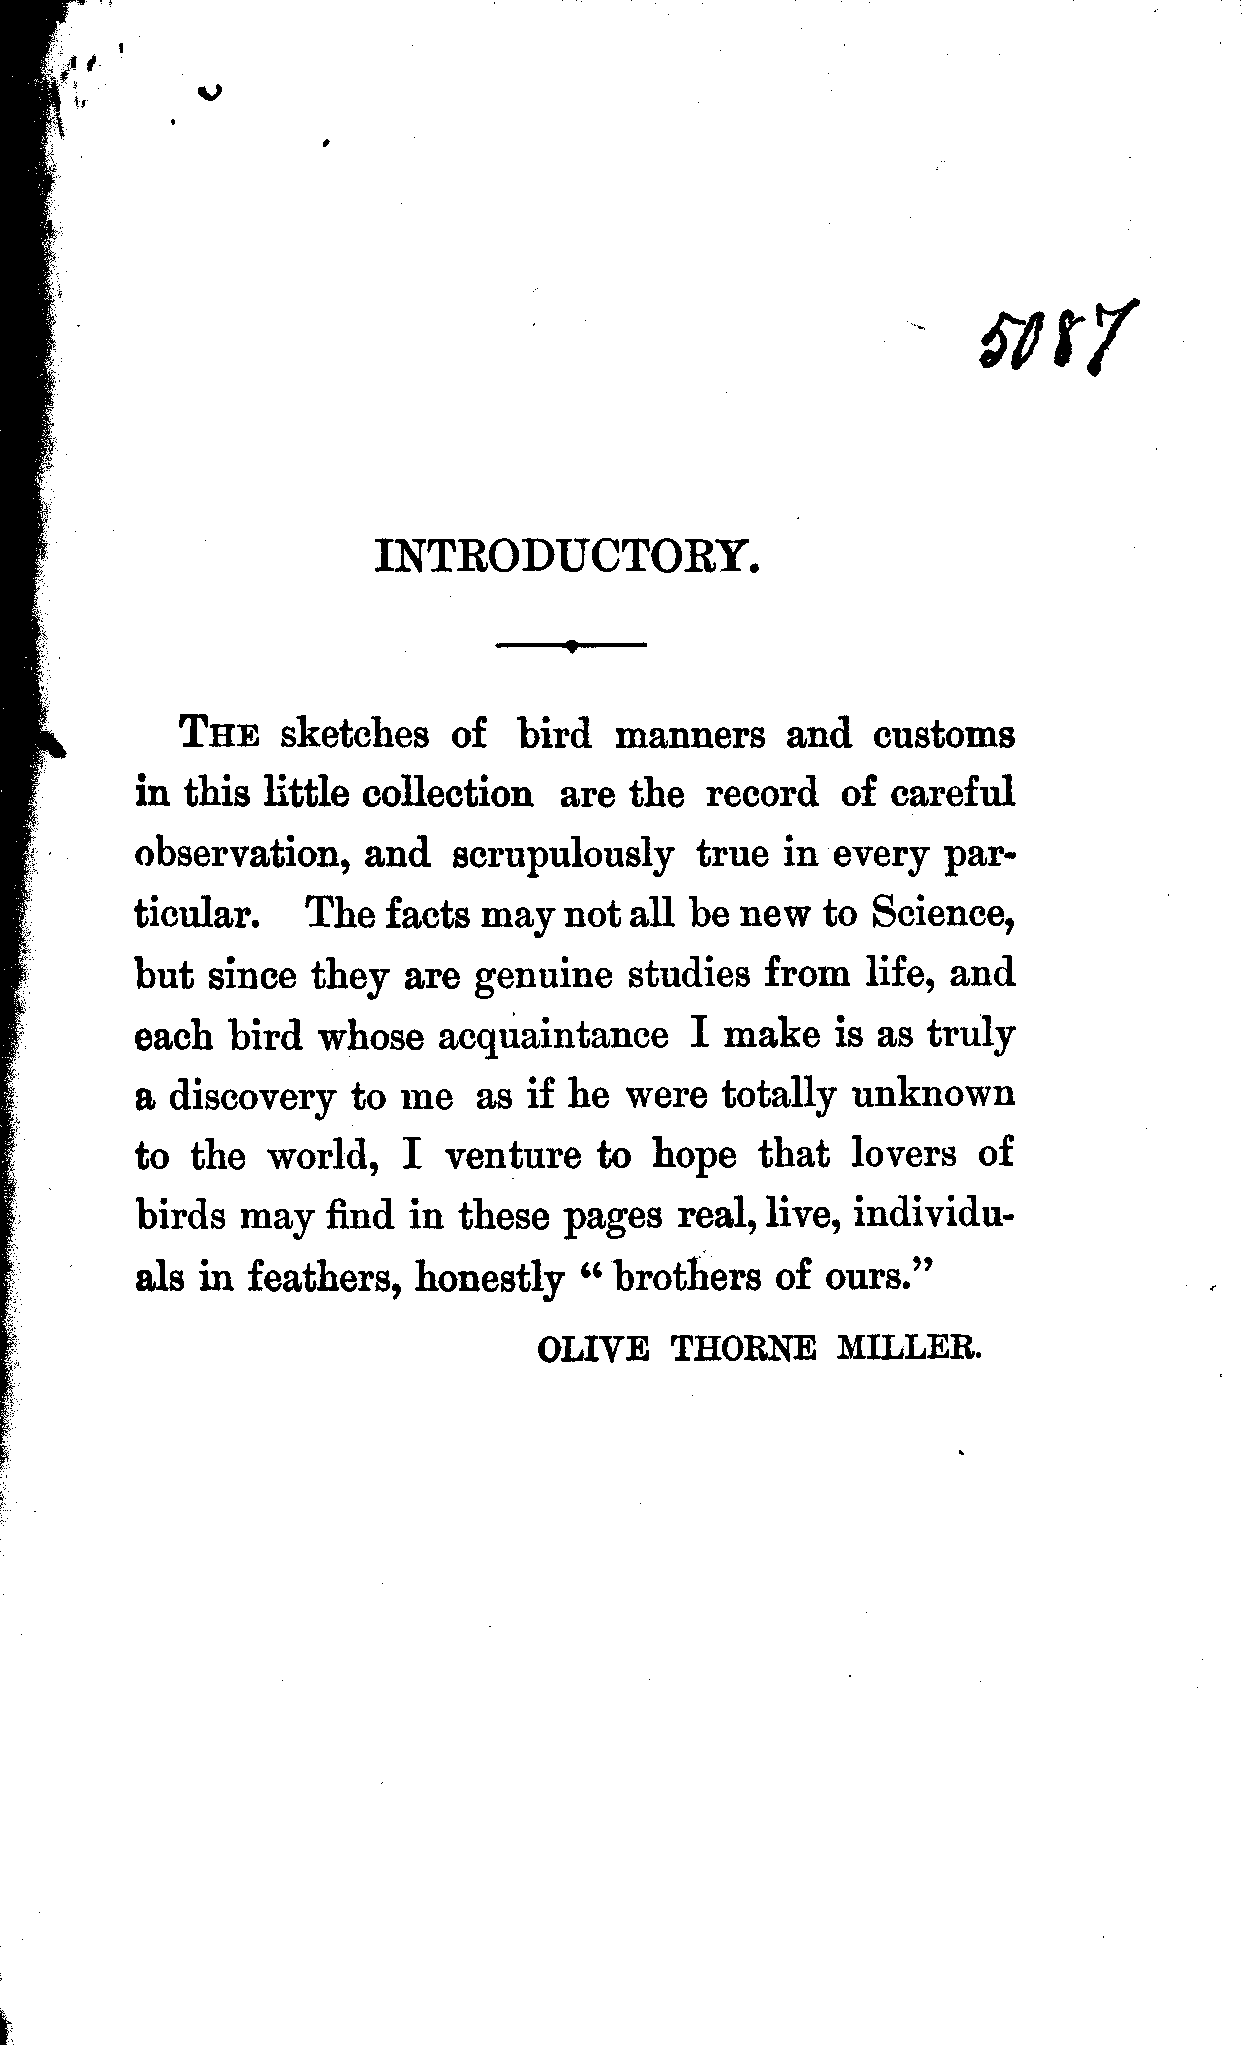 5087
INTRODUCTORY.
THE sketches of bird manners and customs
in this little collection are the record of careful
observation, and scrupulously true in every par-
ticular. The facts may not all be new to Science,
but since they are genuine studies from life, and
each bird whose acquaintance I make is as truly
a discovery to me as if he were totally unknown
to the world, I venture to hope that lovers of
birds may find in these pages real, live, individu-
als in feathers, honestly “ brothers of ours.”
OLIVE THORNE MILLER.